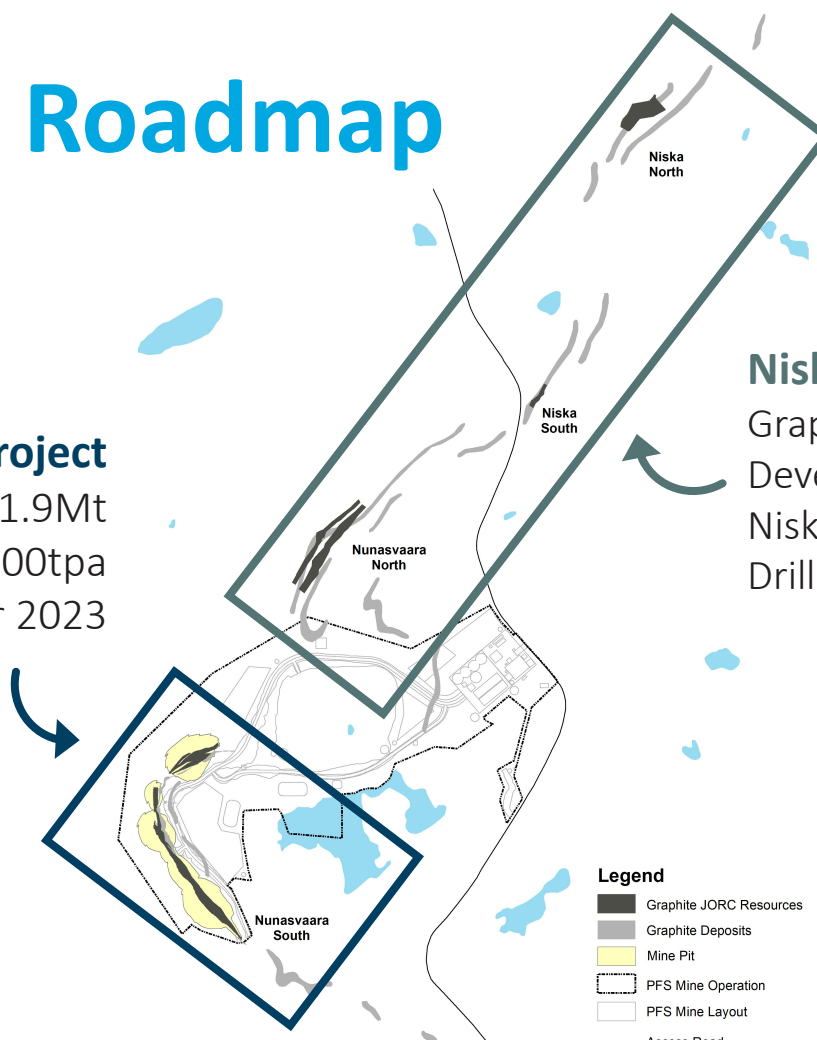 Roadmap
Niska
North
Niska
South
Nunasvaara
North
roject
1.9Mt
00tpa
2023
Nis
Grap
Deve
Nisk
Drill
Nunasvaara
South
Legend
Graphite JORC Resources
Graphite Deposits
Mine Pit
PFS Mine Operation
PFS Mine Layout